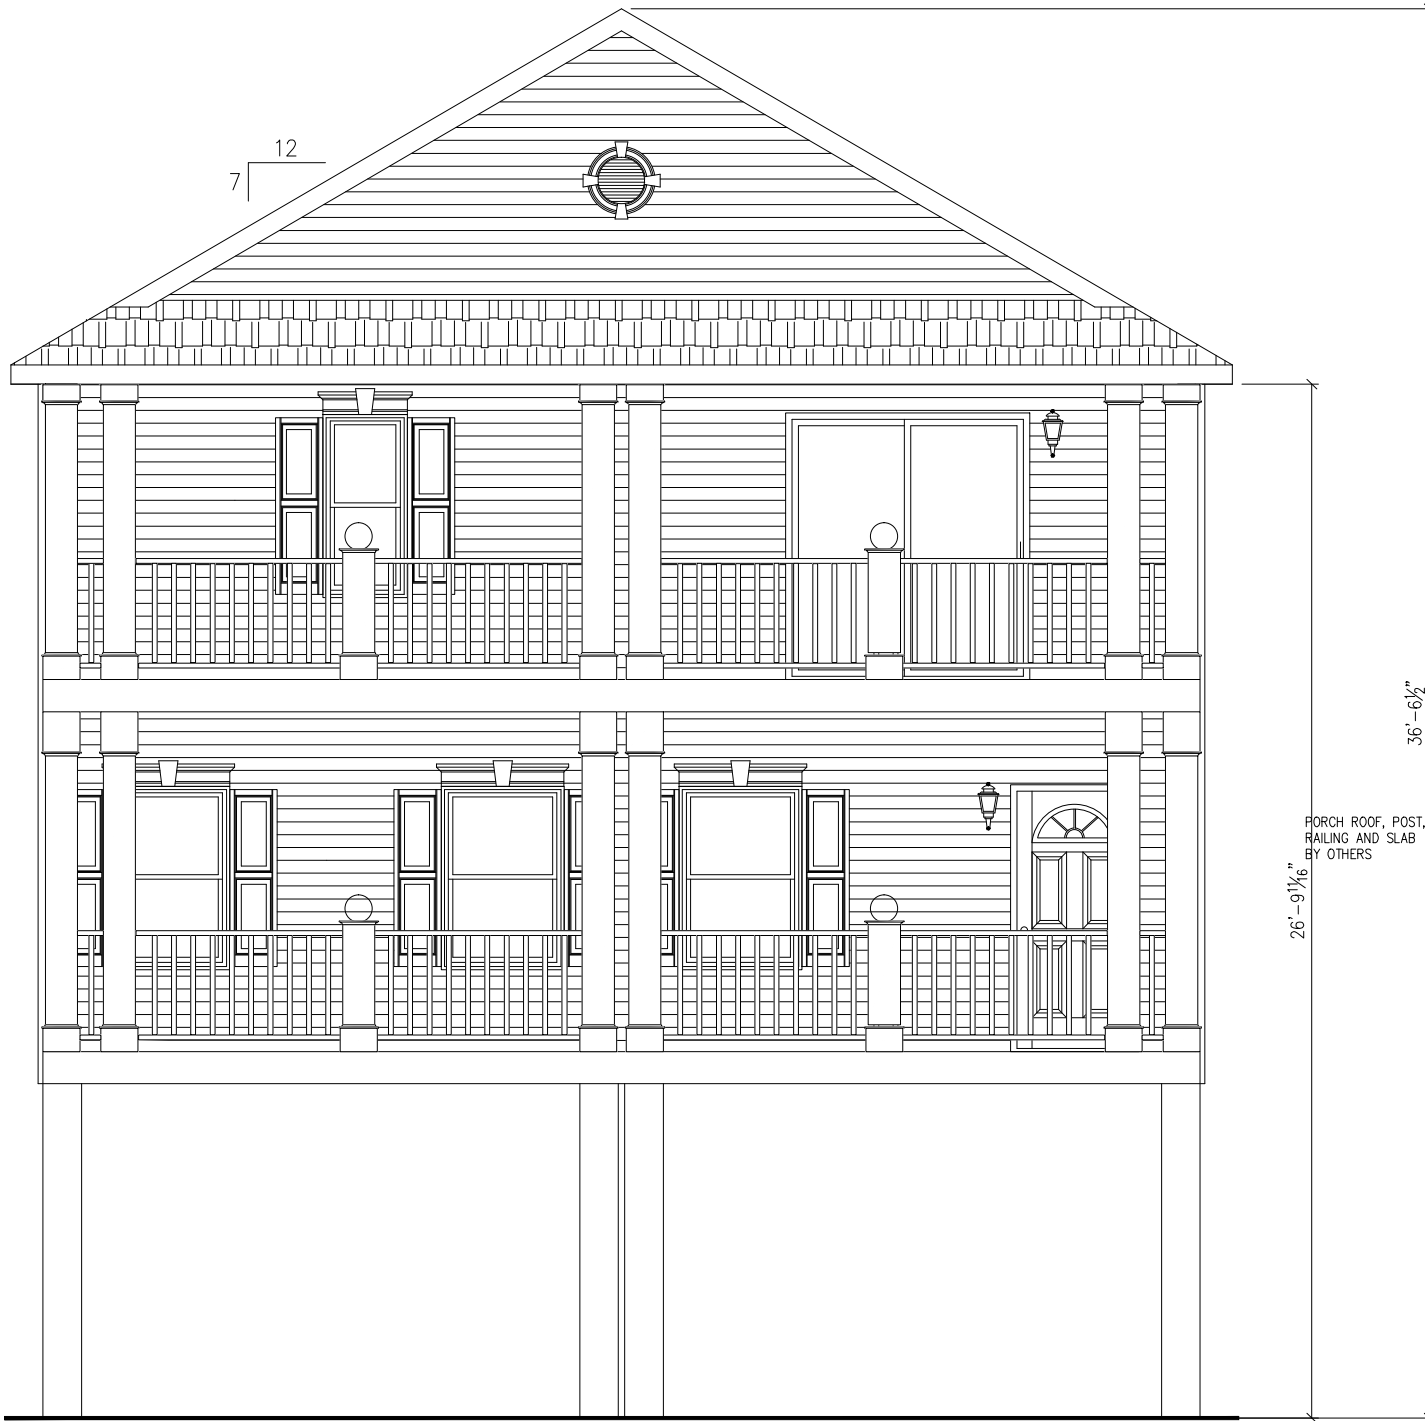 12
7
36'-6½"
PORCH ROOF, POST,
RAILING AND SLAB
BY OTHERS
26'-9¹¹⁄₁₆"